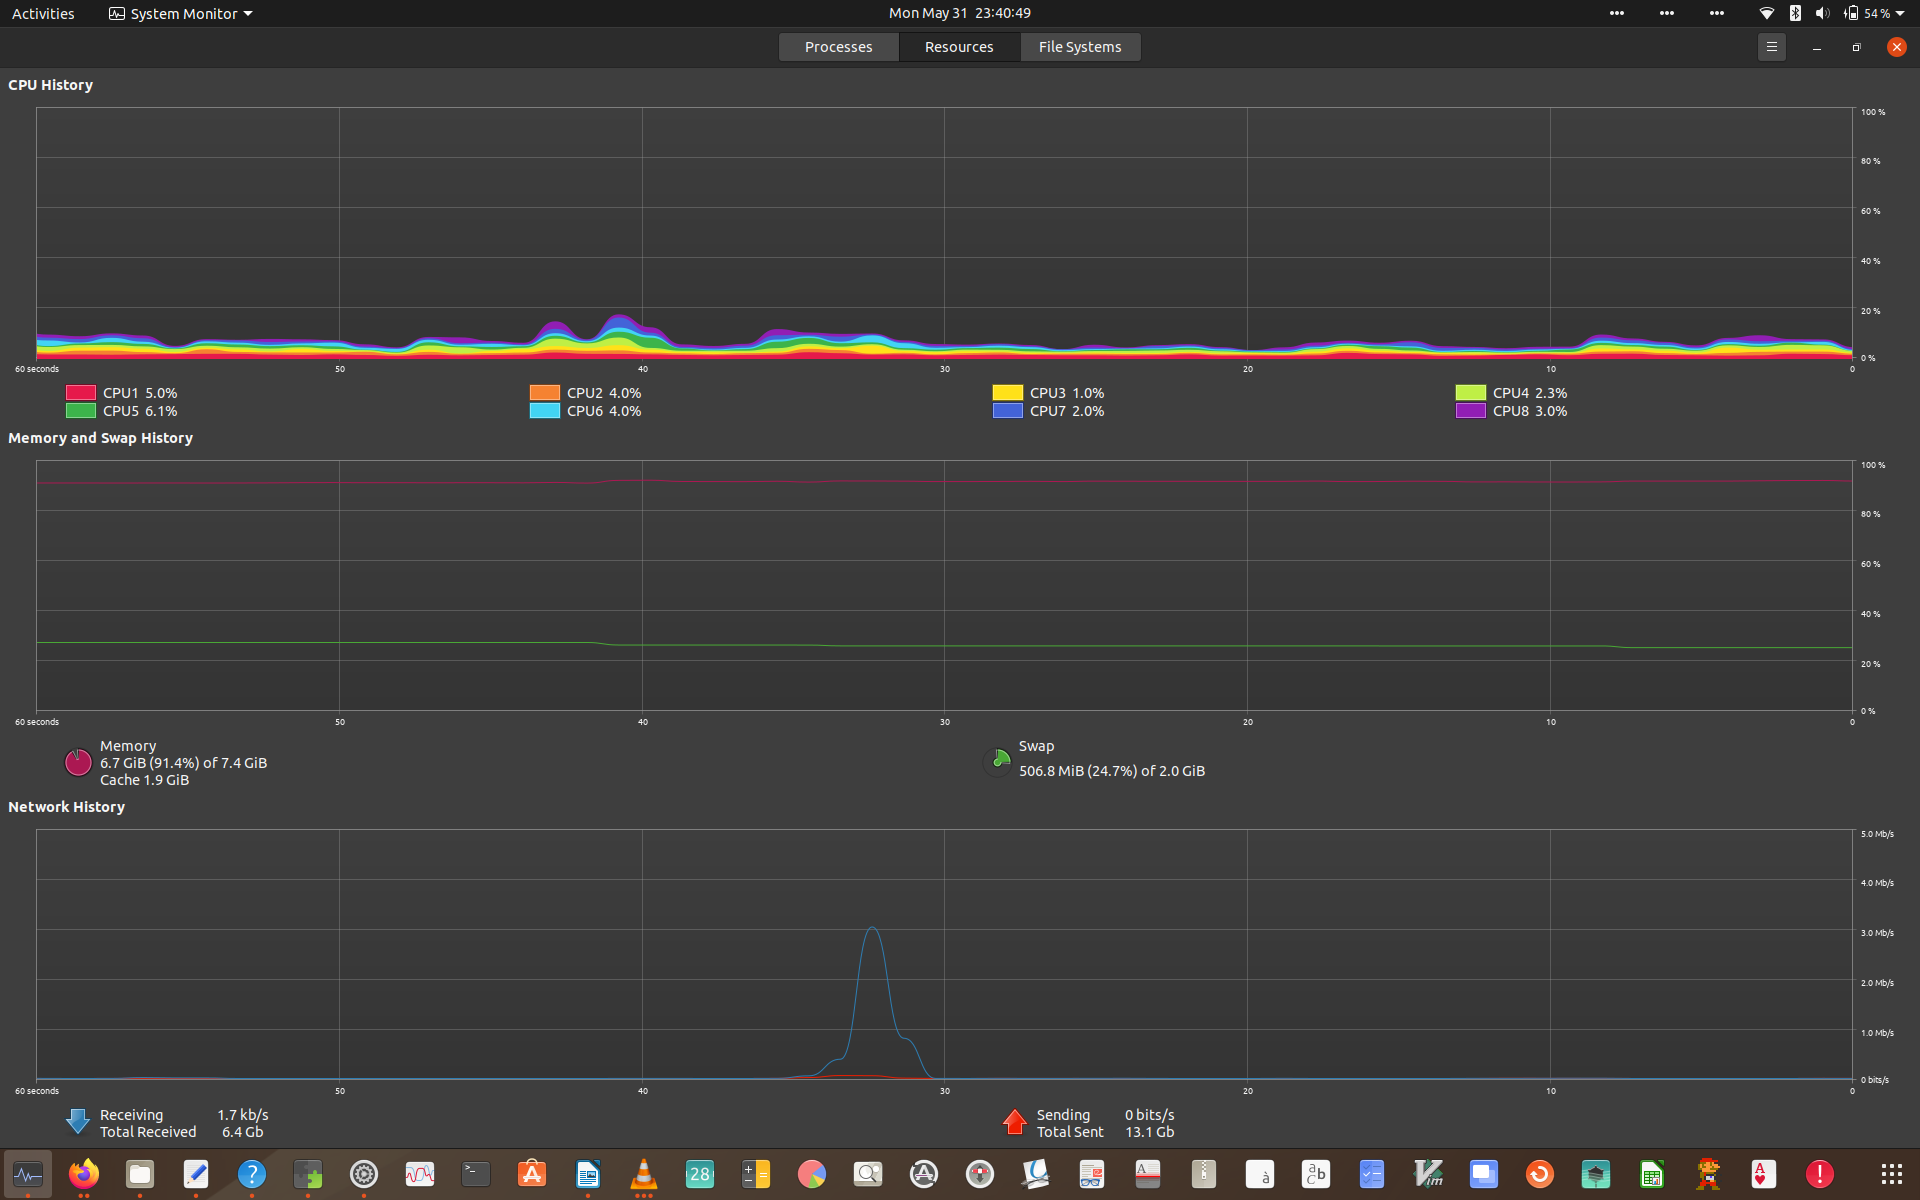 Activities System Monitor Mon May 31 23:40:49 54 %
Processes Resources File Systems
CPU History
100 %
80 %
60 %
40 %
20 %
0 %
60 seconds 50 40 30 20 10 0
CPU1 5.0% CPU2 4.0% CPU3 1.0% CPU4 2.3%
CPU5 6.1% CPU6 4.0% CPU7 2.0% CPU8 3.0%
Memory and Swap History
100 %
80 %
60 %
40 %
20 %
0 %
60 seconds 50 40 30 20 10 0
Memory
6.7 GiB (91.4%) of 7.4 GiB
Cache 1.9 GiB
Swap
506.8 MiB (24.7%) of 2.0 GiB
Network History
5.0 Mb/s
4.0 Mb/s
3.0 Mb/s
2.0 Mb/s
1.0 Mb/s
0 bits/s
60 seconds 50 40 30 20 10 0
Receiving 1.7 kb/s
Total Received 6.4 Gb
Sending 0 bits/s
Total Sent 13.1 Gb
28